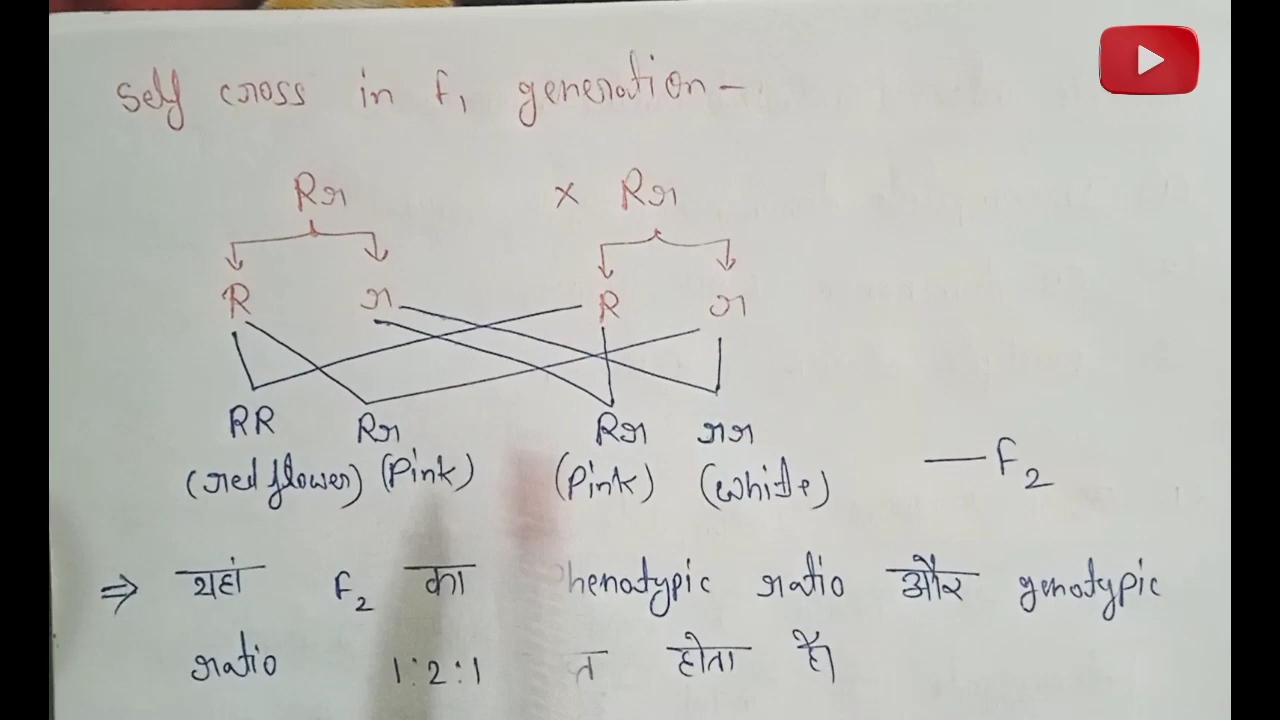 Self cross in F₁ generation –
Rr × Rr
R r R r
RR Rr Rr rr
(red flower) (Pink) (Pink) (white) — F₂
⇒ यहां F₂ का henotypic ratio और genotypic
ratio 1:2:1 होता है।